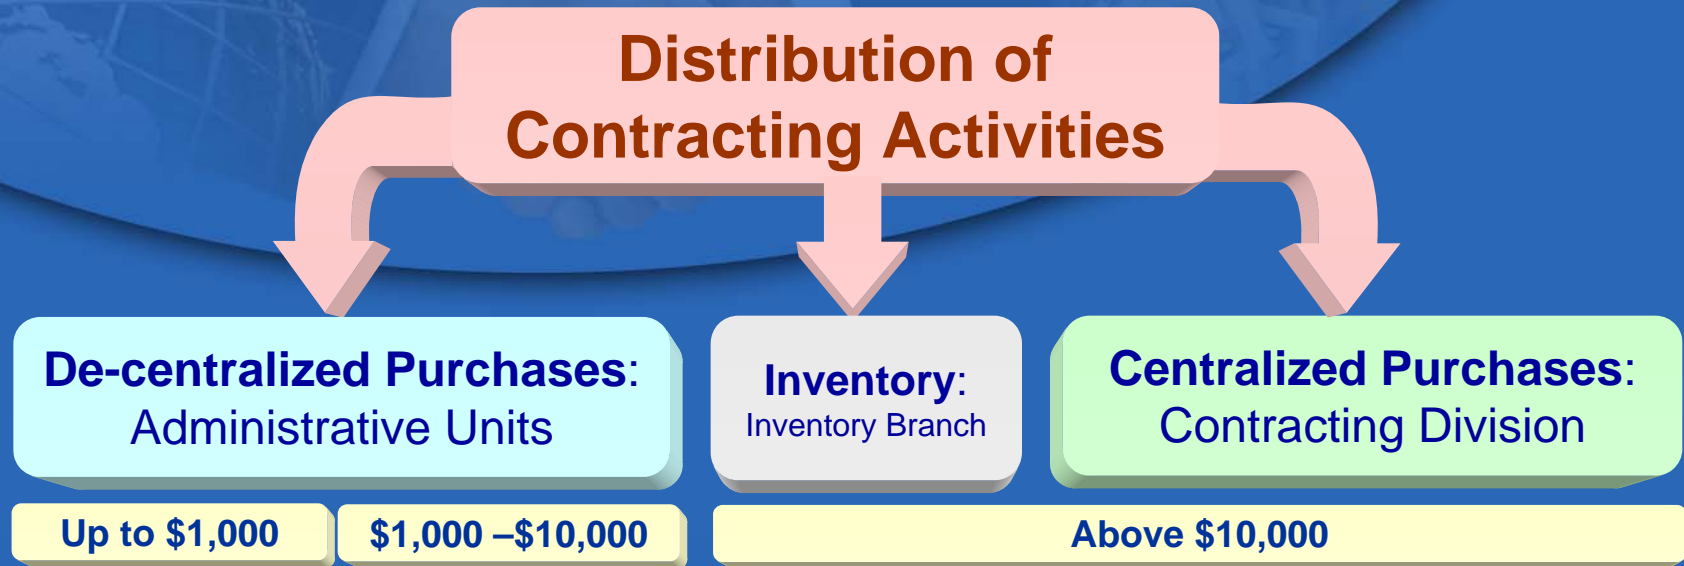 Distribution of
Contracting Activities
De-centralized Purchases:
Administrative Units
Inventory:
Inventory Branch
Centralized Purchases:
Contracting Division
Up to $1,000
$1,000 –$10,000
Above $10,000